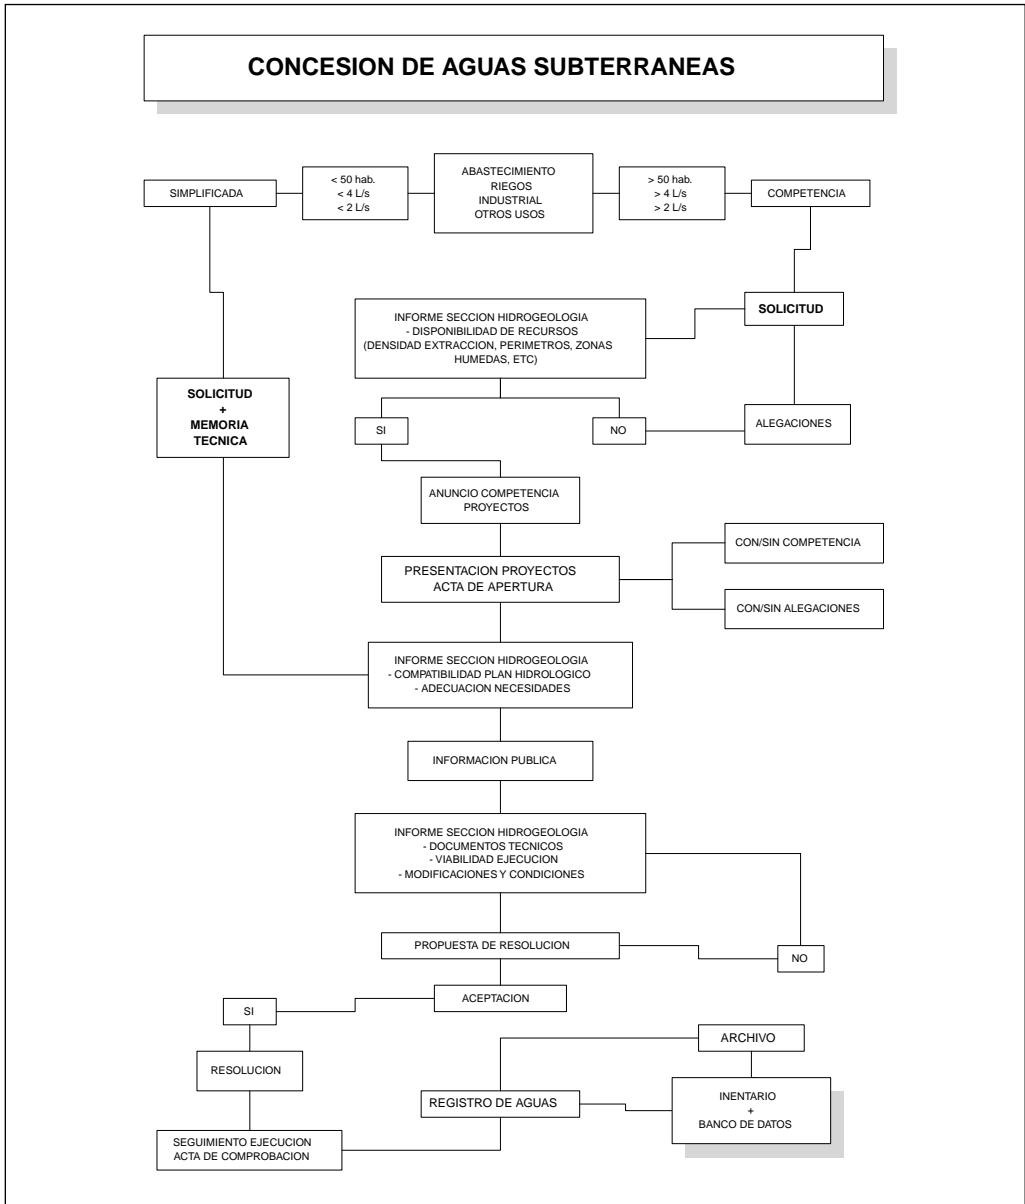 CONCESION DE AGUAS SUBTERRANEAS
SIMPLIFICADA
< 50 hab.
< 4 L/s
< 2 L/s
ABASTECIMIENTO
RIEGOS
INDUSTRIAL
OTROS USOS
> 50 hab.
> 4 L/s
> 2 L/s
COMPETENCIA
SOLICITUD
INFORME SECCION HIDROGEOLOGIA
- DISPONIBILIDAD DE RECURSOS
(DENSIDAD EXTRACCION, PERIMETROS, ZONAS
HUMEDAS, ETC)
SOLICITUD
+
MEMORIA
TECNICA
SI
NO
ALEGACIONES
ANUNCIO COMPETENCIA
PROYECTOS
CON/SIN COMPETENCIA
PRESENTACION PROYECTOS
ACTA DE APERTURA
CON/SIN ALEGACIONES
INFORME SECCION HIDROGEOLOGIA
- COMPATIBILIDAD PLAN HIDROLOGICO
- ADECUACION NECESIDADES
INFORMACION PUBLICA
INFORME SECCION HIDROGEOLOGIA
- DOCUMENTOS TECNICOS
- VIABILIDAD EJECUCION
- MODIFICACIONES Y CONDICIONES
PROPUESTA DE RESOLUCION
NO
ACEPTACION
SI
ARCHIVO
RESOLUCION
REGISTRO DE AGUAS
INENTARIO
+
BANCO DE DATOS
SEGUIMIENTO EJECUCION
ACTA DE COMPROBACION